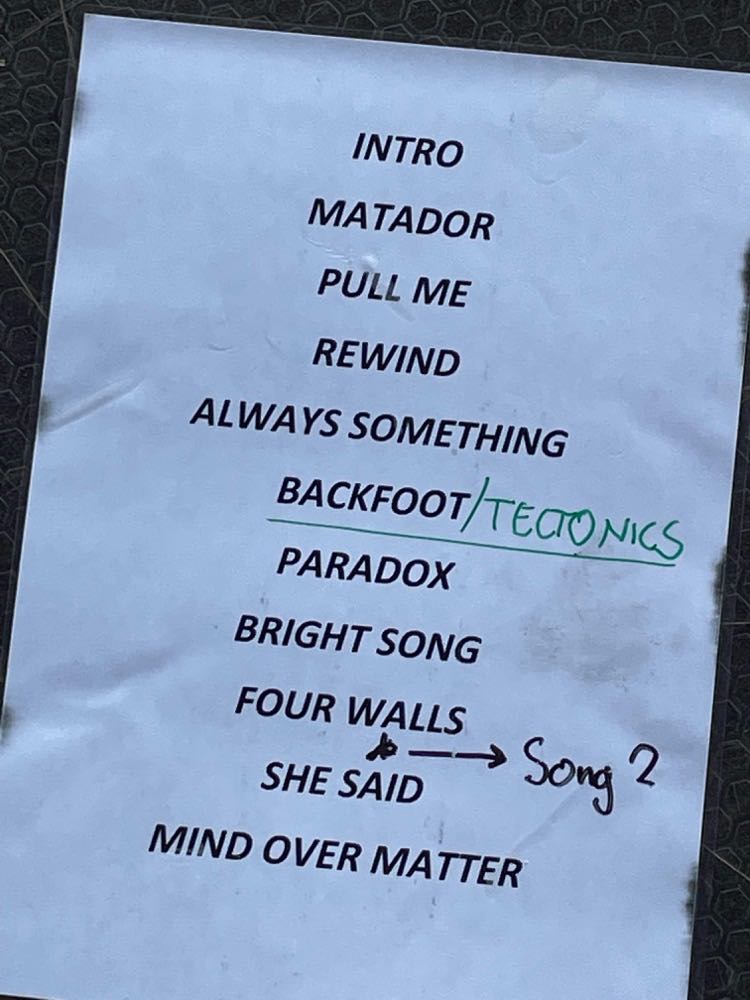 INTRO
MATADOR
PULL ME
REWIND
ALWAYS SOMETHING
BACKFOOT/TECTONICS
PARADOX
BRIGHT SONG
FOUR WALLS
→ Song 2
SHE SAID
MIND OVER MATTER